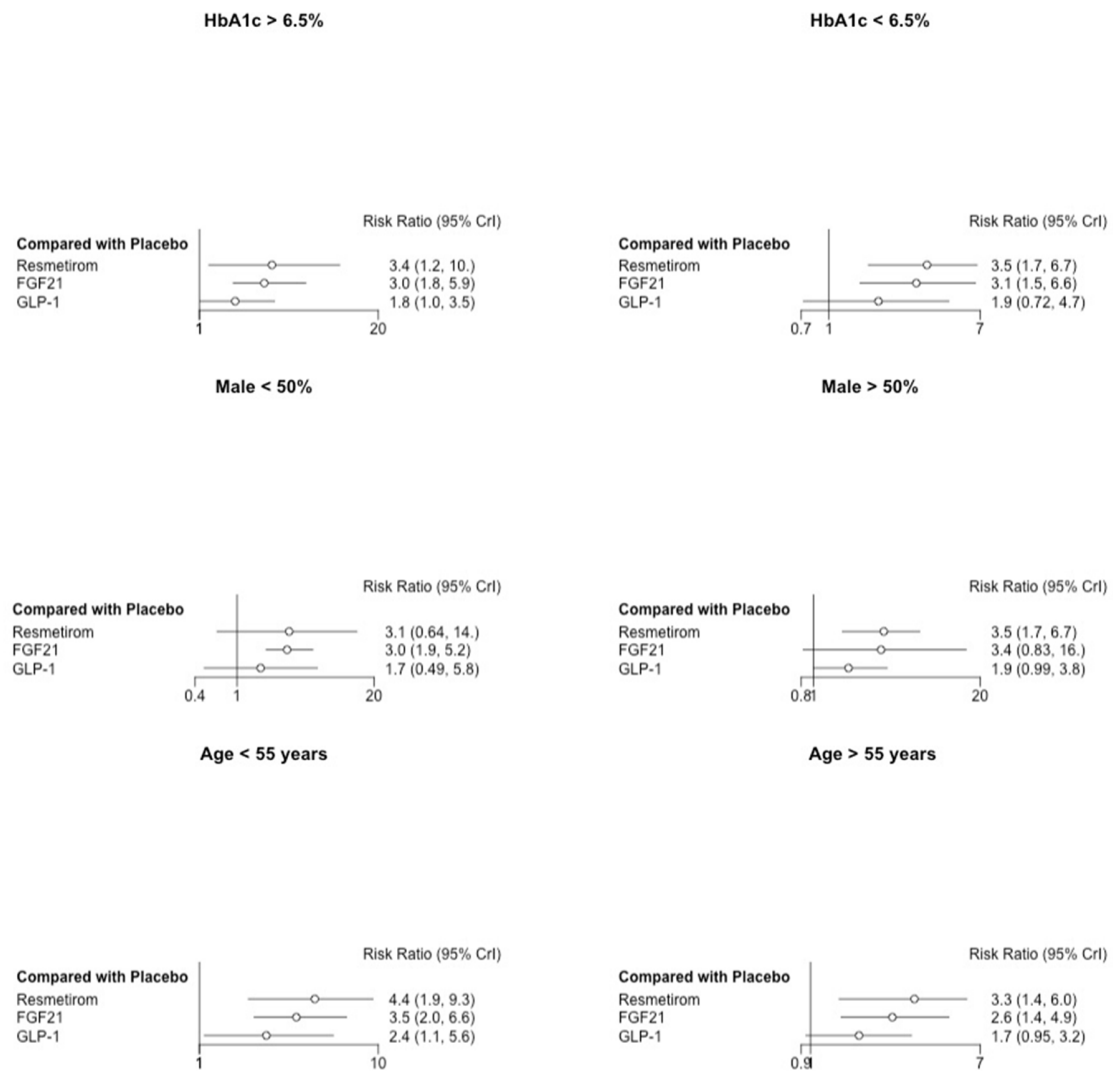 HbA1c > 6.5%
Risk Ratio (95% CrI)
Compared with Placebo
Resmetirom 3.4 (1.2, 10.)
FGF21 3.0 (1.8, 5.9)
GLP-1 1.8 (1.0, 3.5)
1 20
HbA1c < 6.5%
Risk Ratio (95% CrI)
Compared with Placebo
Resmetirom 3.5 (1.7, 6.7)
FGF21 3.1 (1.5, 6.6)
GLP-1 1.9 (0.72, 4.7)
0.7 1 7
Male < 50%
Risk Ratio (95% CrI)
Compared with Placebo
Resmetirom 3.1 (0.64, 14.)
FGF21 3.0 (1.9, 5.2)
GLP-1 1.7 (0.49, 5.8)
0.4 1 20
Male > 50%
Risk Ratio (95% CrI)
Compared with Placebo
Resmetirom 3.5 (1.7, 6.7)
FGF21 3.4 (0.83, 16.)
GLP-1 1.9 (0.99, 3.8)
0.8 1 20
Age < 55 years
Risk Ratio (95% CrI)
Compared with Placebo
Resmetirom 4.4 (1.9, 9.3)
FGF21 3.5 (2.0, 6.6)
GLP-1 2.4 (1.1, 5.6)
1 10
Age > 55 years
Risk Ratio (95% CrI)
Compared with Placebo
Resmetirom 3.3 (1.4, 6.0)
FGF21 2.6 (1.4, 4.9)
GLP-1 1.7 (0.95, 3.2)
0.9 1 7